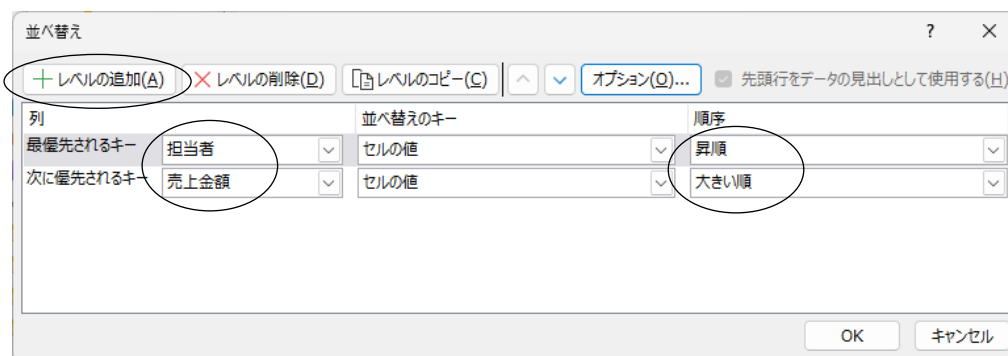 並べ替え ? ×
レベルの追加(A) レベルの削除(D) レベルのコピー(C) オプション(O)... 先頭行をデータの見出しとして使用する(H)
列 並べ替えのキー 順序
最優先されるキー 担当者 セルの値 昇順
次に優先されるキー 売上金額 セルの値 大きい順
OK キャンセル